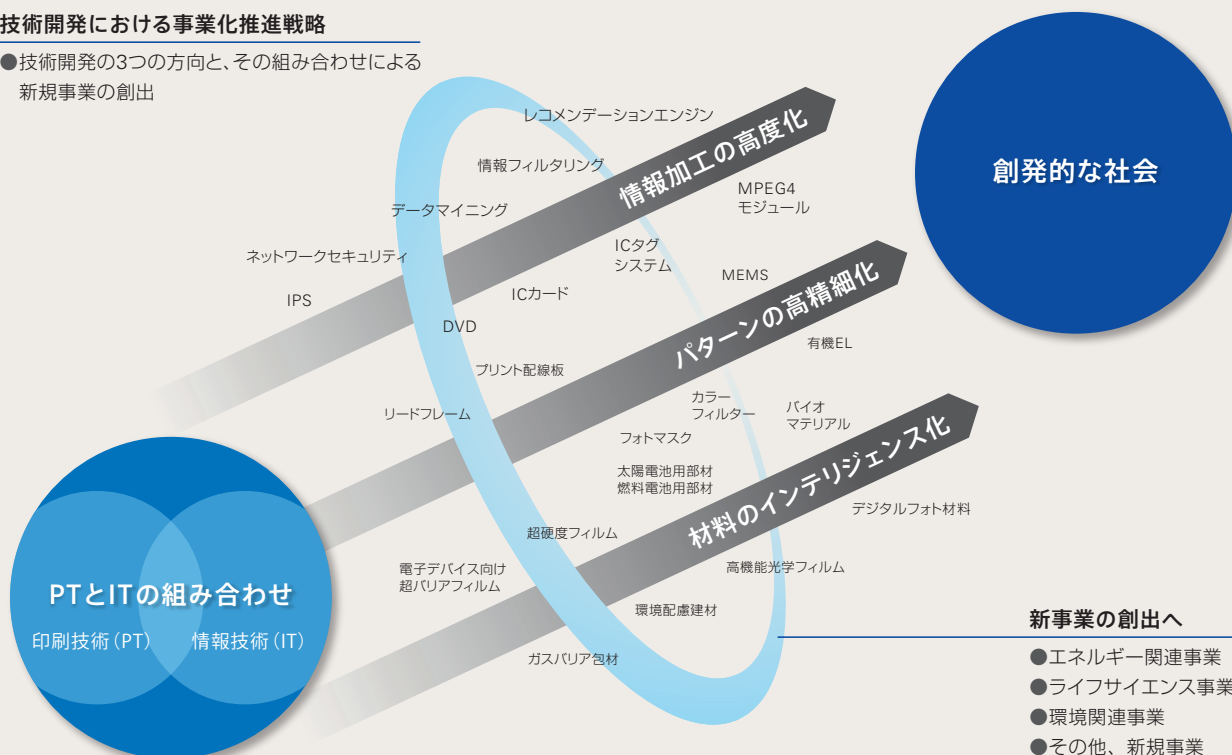 技術開発における事業化推進戦略
●技術開発の3つの方向と、その組み合わせによる
新規事業の創出
レコメンデーションエンジン
情報フィルタリング
データマイニング
ネットワークセキュリティ
IPS
情報加工の高度化
MPEG4
モジュール
ICタグ
システム
ICカード
DVD
MEMS
創発的な社会
パターンの高精細化
プリント配線板
リードフレーム
有機EL
カラー
フィルター
バイオ
マテリアル
フォトマスク
太陽電池用部材
燃料電池用部材
材料のインテリジェンス化
デジタルフォト材料
超硬度フィルム
電子デバイス向け
超バリアフィルム
高機能光学フィルム
環境配慮建材
ガスバリア包材
PTとITの組み合わせ
印刷技術(PT)
情報技術(IT)
新事業の創出へ
●エネルギー関連事業
●ライフサイエンス事業
●環境関連事業
●その他、新規事業